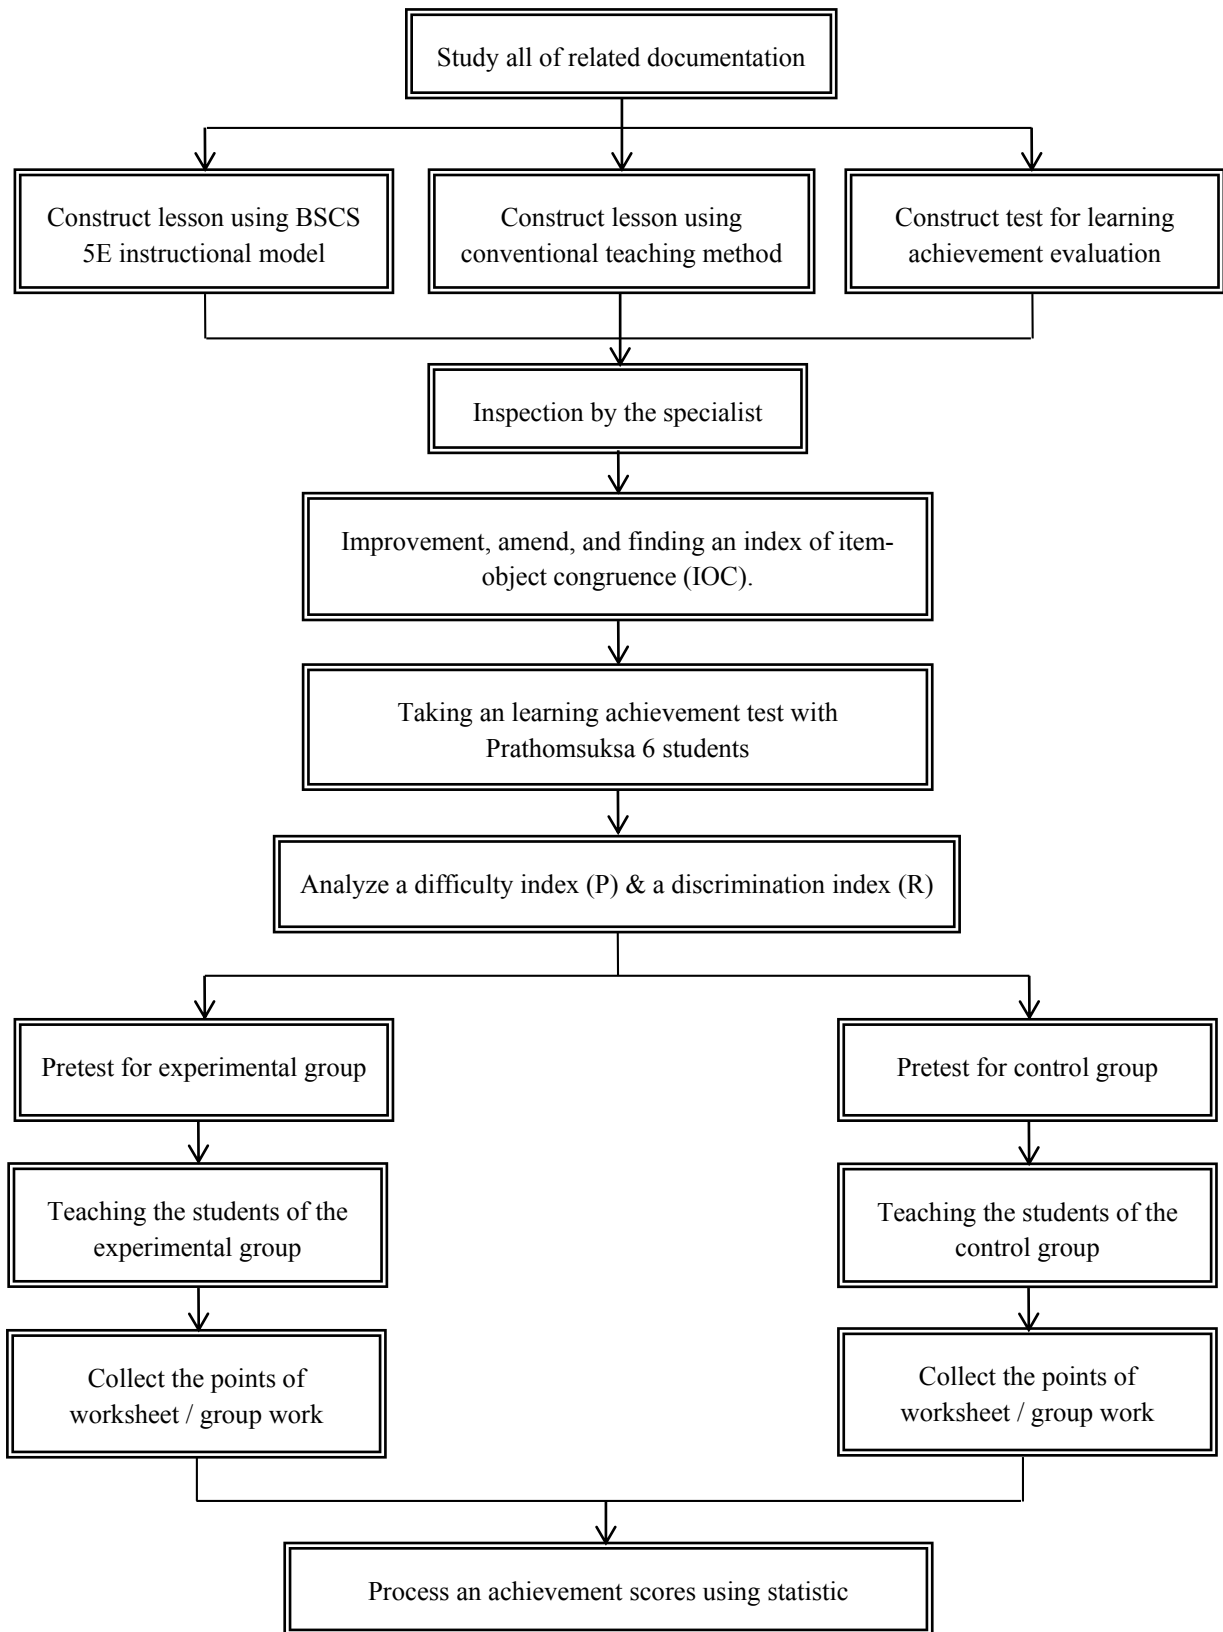 Study all of related documentation
Construct lesson using BSCS
5E instructional model
Construct lesson using
conventional teaching method
Construct test for learning
achievement evaluation
Inspection by the specialist
Improvement, amend, and finding an index of item-
object congruence (IOC).
Taking an learning achievement test with
Prathomsuksa 6 students
Analyze a difficulty index (P) & a discrimination index (R)
Pretest for experimental group
Pretest for control group
Teaching the students of the
experimental group
Teaching the students of the
control group
Collect the points of
worksheet / group work
Collect the points of
worksheet / group work
Process an achievement scores using statistic